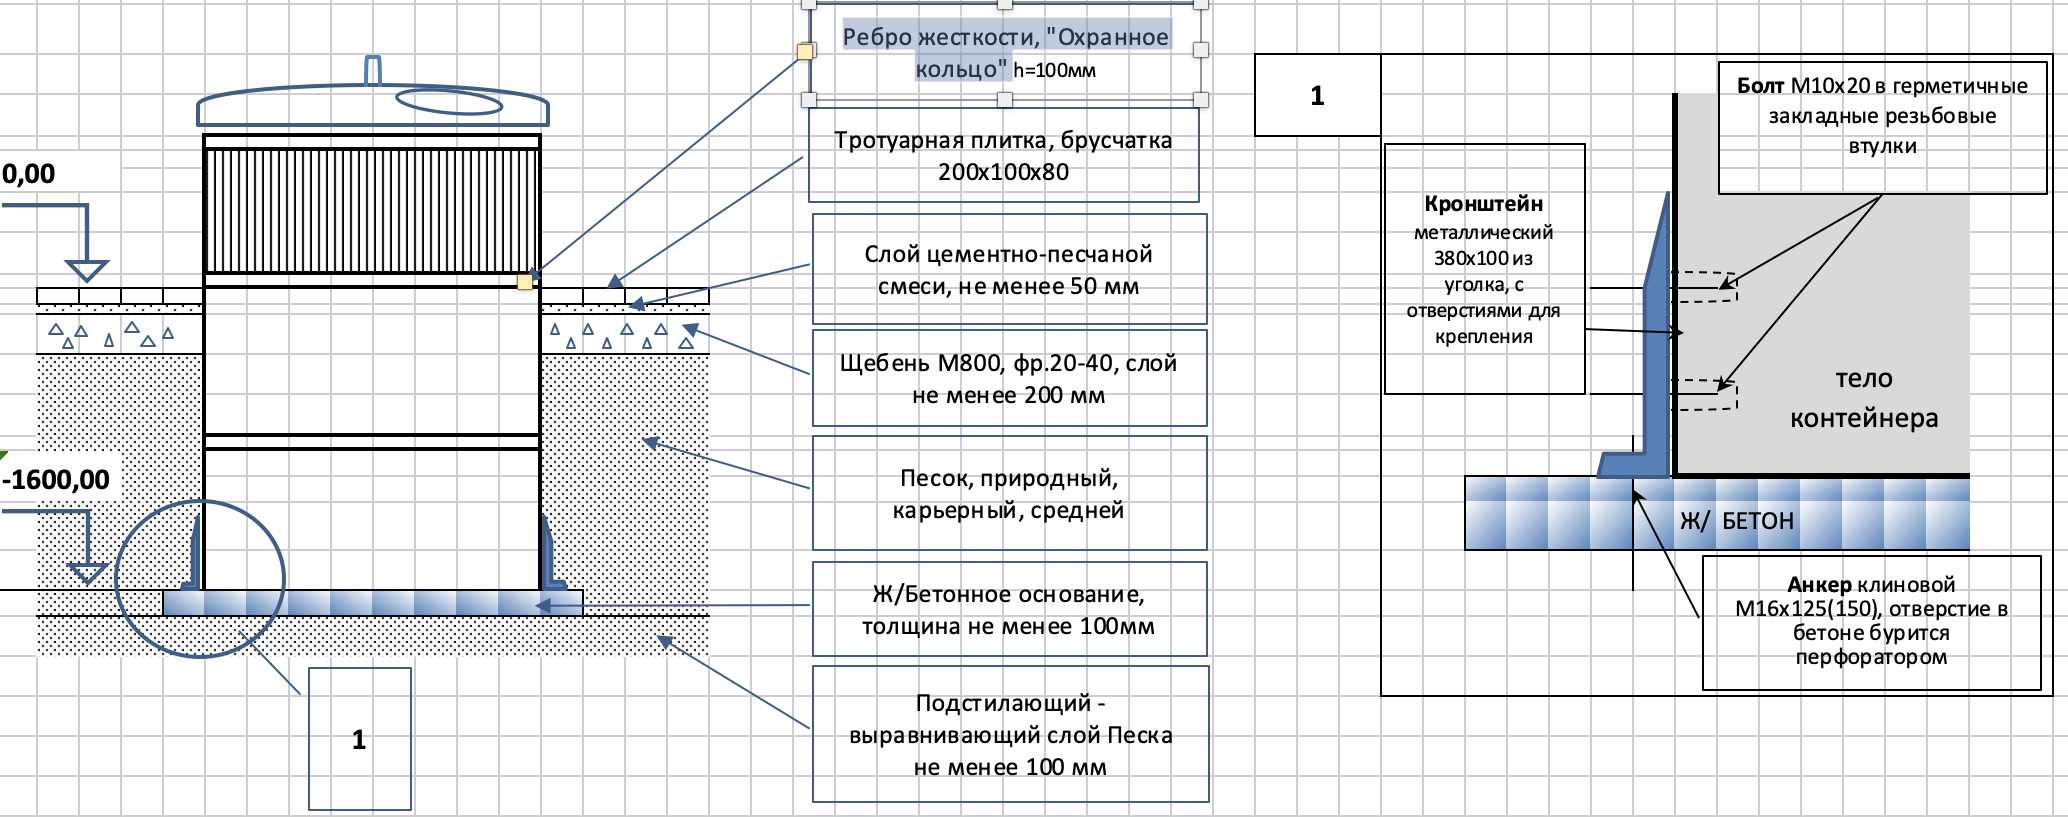 0,00
-1600,00
1
Ребро жесткости, "Охранное
кольцо" h=100мм
Тротуарная плитка, брусчатка
200х100х80
Слой цементно-песчаной
смеси, не менее 50 мм
Щебень М800, фр.20-40, слой
не менее 200 мм
Песок, природный,
карьерный, средней
Ж/Бетонное основание,
толщина не менее 100мм
Подстилающий -
выравнивающий слой Песка
не менее 100 мм
1
Болт М10х20 в герметичные
закладные резьбовые
втулки
Кронштейн
металлический
380х100 из
уголка, с
отверстиями для
крепления
тело
контейнера
Ж/ БЕТОН
Анкер клиновой
М16х125(150), отверстие в
бетоне бурится
перфоратором